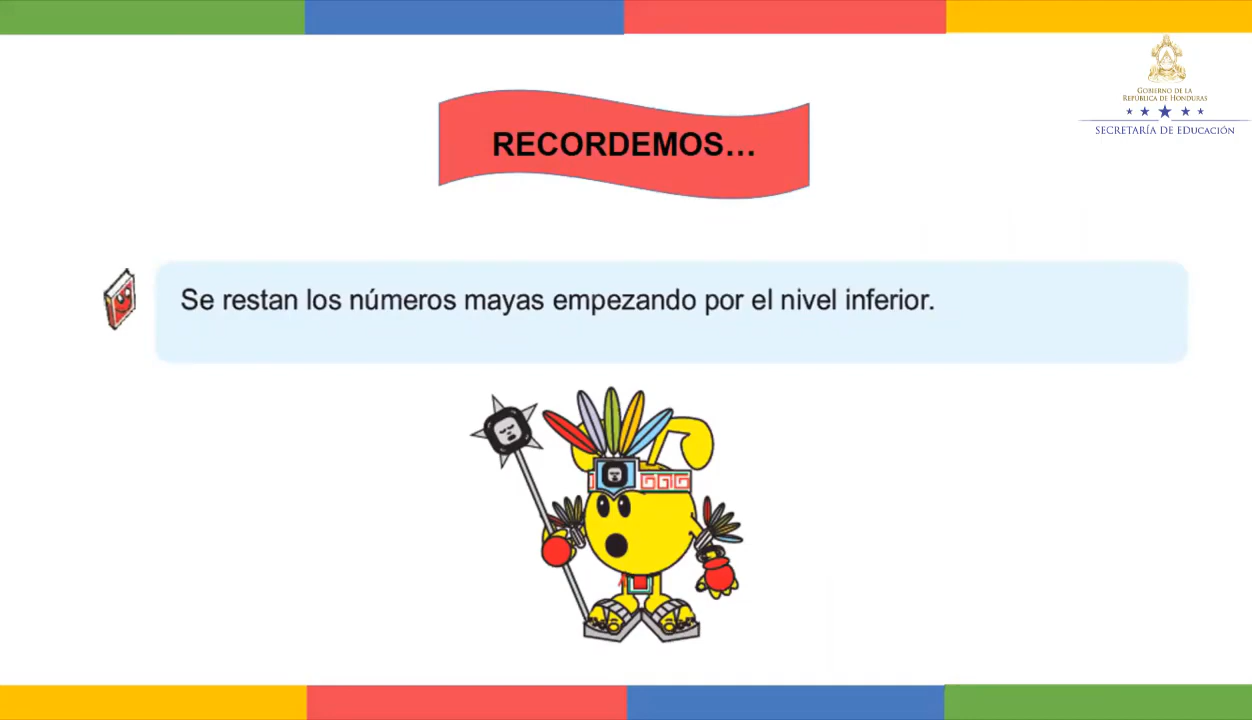 GOBIERNO DE LA
REPÚBLICA DE HONDURAS
SECRETARÍA DE EDUCACIÓN
RECORDEMOS...
Se restan los números mayas empezando por el nivel inferior.